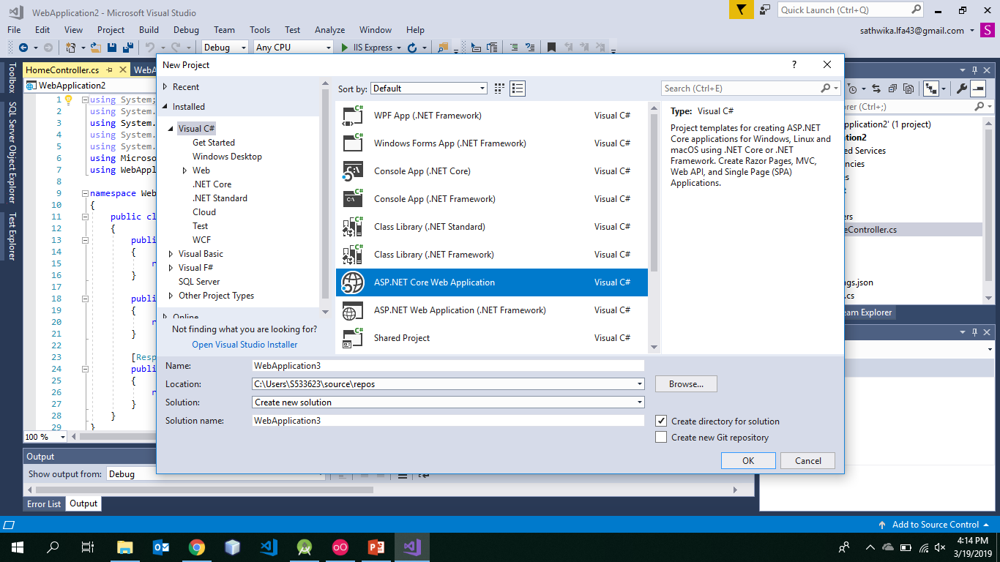 WebApplication2 - Microsoft Visual Studio
Quick Launch (Ctrl+Q)
File Edit View Project Build Debug Team Tools Test Analyze Window Help
sathwika.lfa43@gmail.com S
Debug Any CPU IIS Express
HomeController.cs WebA
WebApplication2
Toolbox
SQL Server Object Explorer
Test Explorer
1 using System;
2 using System.
3 using System.
4 using System.
5 using System.
6 using Microso
7 using WebAppl
8
9 namespace Web
10 {
11 public cl
12 {
13 publi
14 {
15
16 }
17
18 publi
19 {
20
21 }
22
23 [Resp
24 publi
25 {
26
27 }
28 }
29 }
100 %
New Project
? ✕
Recent
Installed
Visual C#
Get Started
Windows Desktop
Web
.NET Core
.NET Standard
Cloud
Test
WCF
Visual Basic
Visual F#
SQL Server
Other Project Types
Online
Not finding what you are looking for?
Open Visual Studio Installer
Sort by: Default
Search (Ctrl+E)
WPF App (.NET Framework) Visual C#
Windows Forms App (.NET Framework) Visual C#
Console App (.NET Core) Visual C#
Console App (.NET Framework) Visual C#
Class Library (.NET Standard) Visual C#
Class Library (.NET Framework) Visual C#
ASP.NET Core Web Application Visual C#
ASP.NET Web Application (.NET Framework) Visual C#
Shared Project Visual C#
Type: Visual C#
Project templates for creating ASP.NET
Core applications for Windows, Linux and
macOS using .NET Core or .NET
Framework. Create Razor Pages, MVC,
Web API, and Single Page (SPA)
Applications.
Name: WebApplication3
Location: C:\Users\S533623\source\repos
Browse...
Solution: Create new solution
Solution name: WebApplication3
Create directory for solution
Create new Git repository
OK Cancel
rer (Ctrl+;)
pplication2' (1 project)
ation2
ed Services
encies
es
t
ers
eController.cs
ngs.json
.cs
eam Explorer
Output
Show output from: Debug
Error List Output
Add to Source Control
4:14 PM
3/19/2019